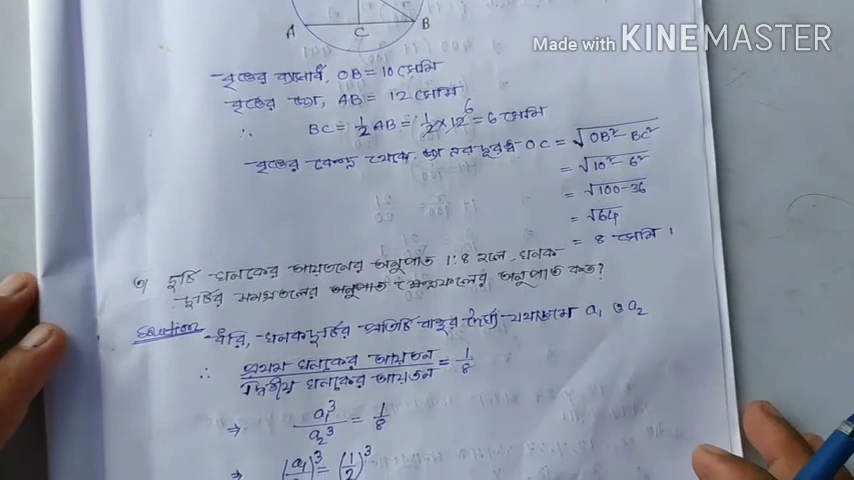 Made with KINEMASTER
A
C
B
বৃত্তের ব্যাসার্ধ, OB = 10 সেমি
বৃত্তের জ্যা, AB = 12 সেমি
∴ BC = 1/2 AB = 1/2 × 12 6 = 6 সেমি
বৃত্তের কেন্দ্র থেকে জ্যা এর দূরত্ব OC = √OB² - BC²
= √10² - 6²
= √100 - 36
= √64
= 8 সেমি।
৩) দুটি ঘনকের আয়তনের অনুপাত 1:8 হলে ঘনক
দুটির সমগ্রতলের ক্ষেত্রফলের অনুপাত কত?
Solution ধরি, ঘনকদুটির প্রতিটি বাহুর দৈর্ঘ্য যথাক্রমে a₁ ও a₂
∴ প্রথম ঘনকের আয়তন / দ্বিতীয় ঘনকের আয়তন = 1/8
⇒ a₁³ / a₂³ = 1/8
⇒ (a₁/)³ = (1/2)³